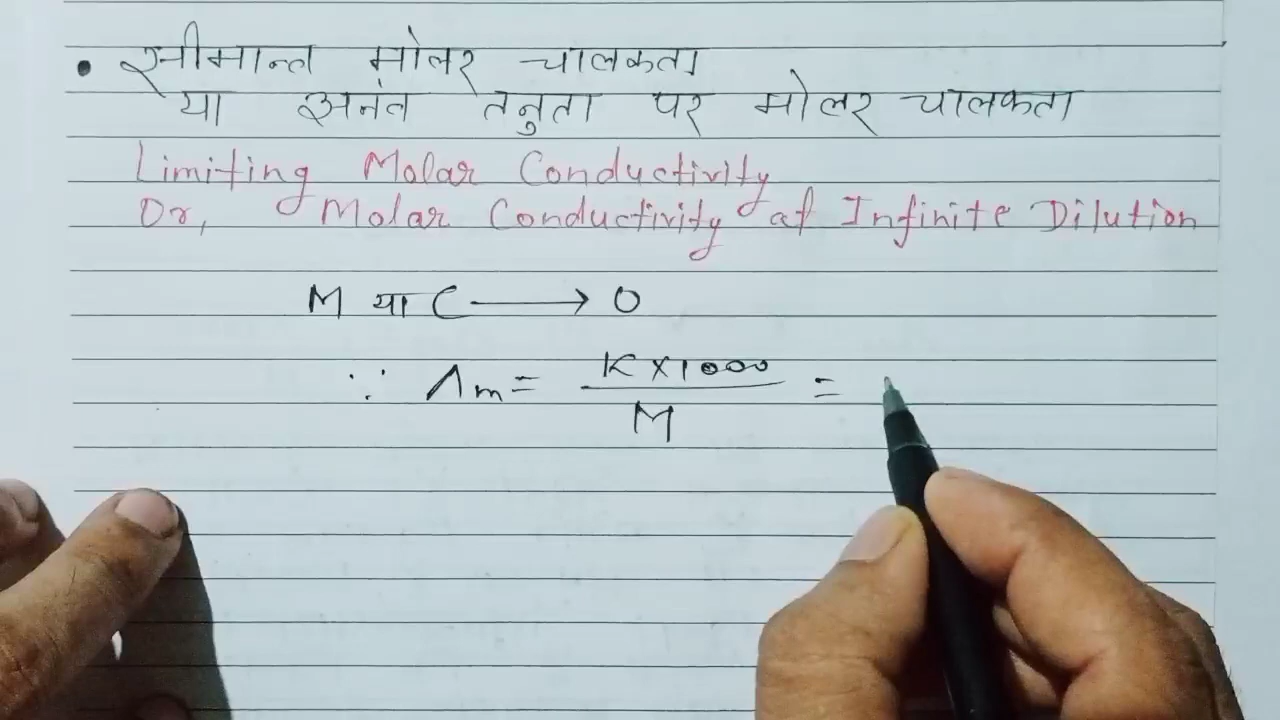 • सीमान्त मोलर चालकता
या अनंत तनुता पर मोलर चालकता
Limiting Molar Conductivity
Or, Molar Conductivity at Infinite Dilution
M या C ⟶ 0
∵ Λm = K×1000 / M =